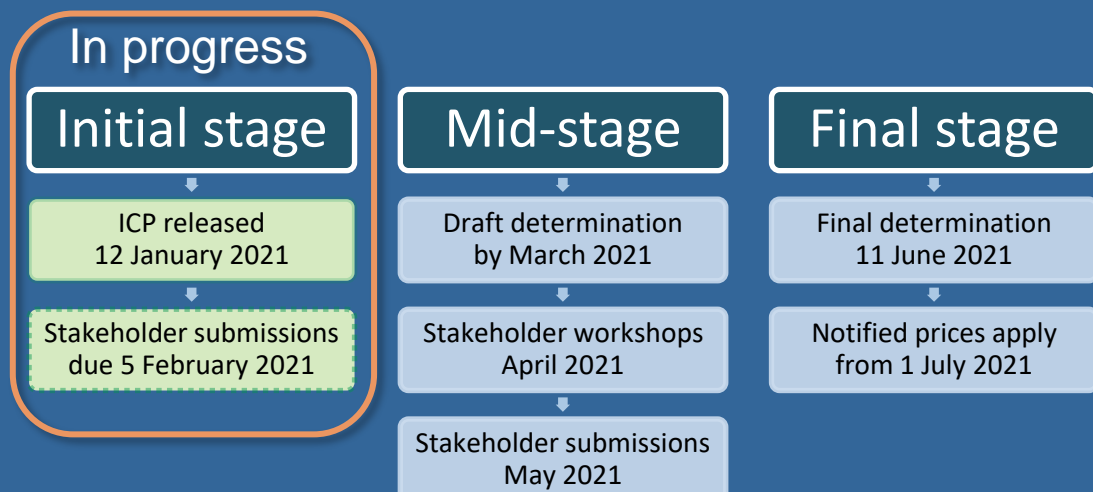 In progress
Initial stage
ICP released
12 January 2021
Stakeholder submissions
due 5 February 2021
Mid-stage
Draft determination
by March 2021
Stakeholder workshops
April 2021
Stakeholder submissions
May 2021
Final stage
Final determination
11 June 2021
Notified prices apply
from 1 July 2021